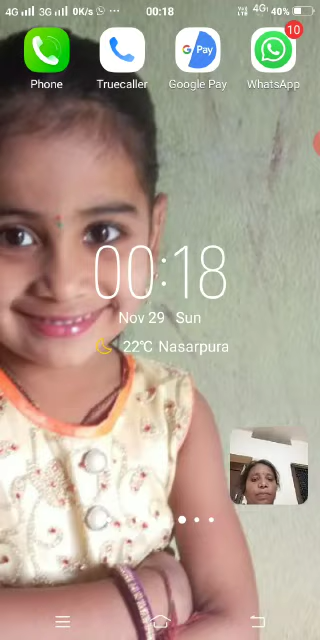 4G 3G 0K/s ··· 00:18 VoLTE 4G 40%
G Pay
10
Phone Truecaller Google Pay WhatsApp
00:18
Nov 29 Sun
22℃ Nasarpura